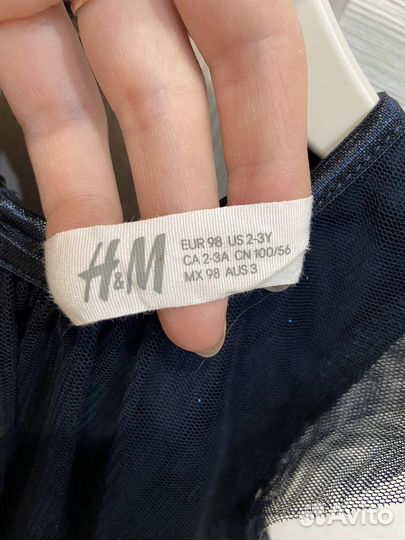 H&M
EUR 98 US 2-3Y
CA 2-3A CN 100/56
MX 98 AUS 3
Avito